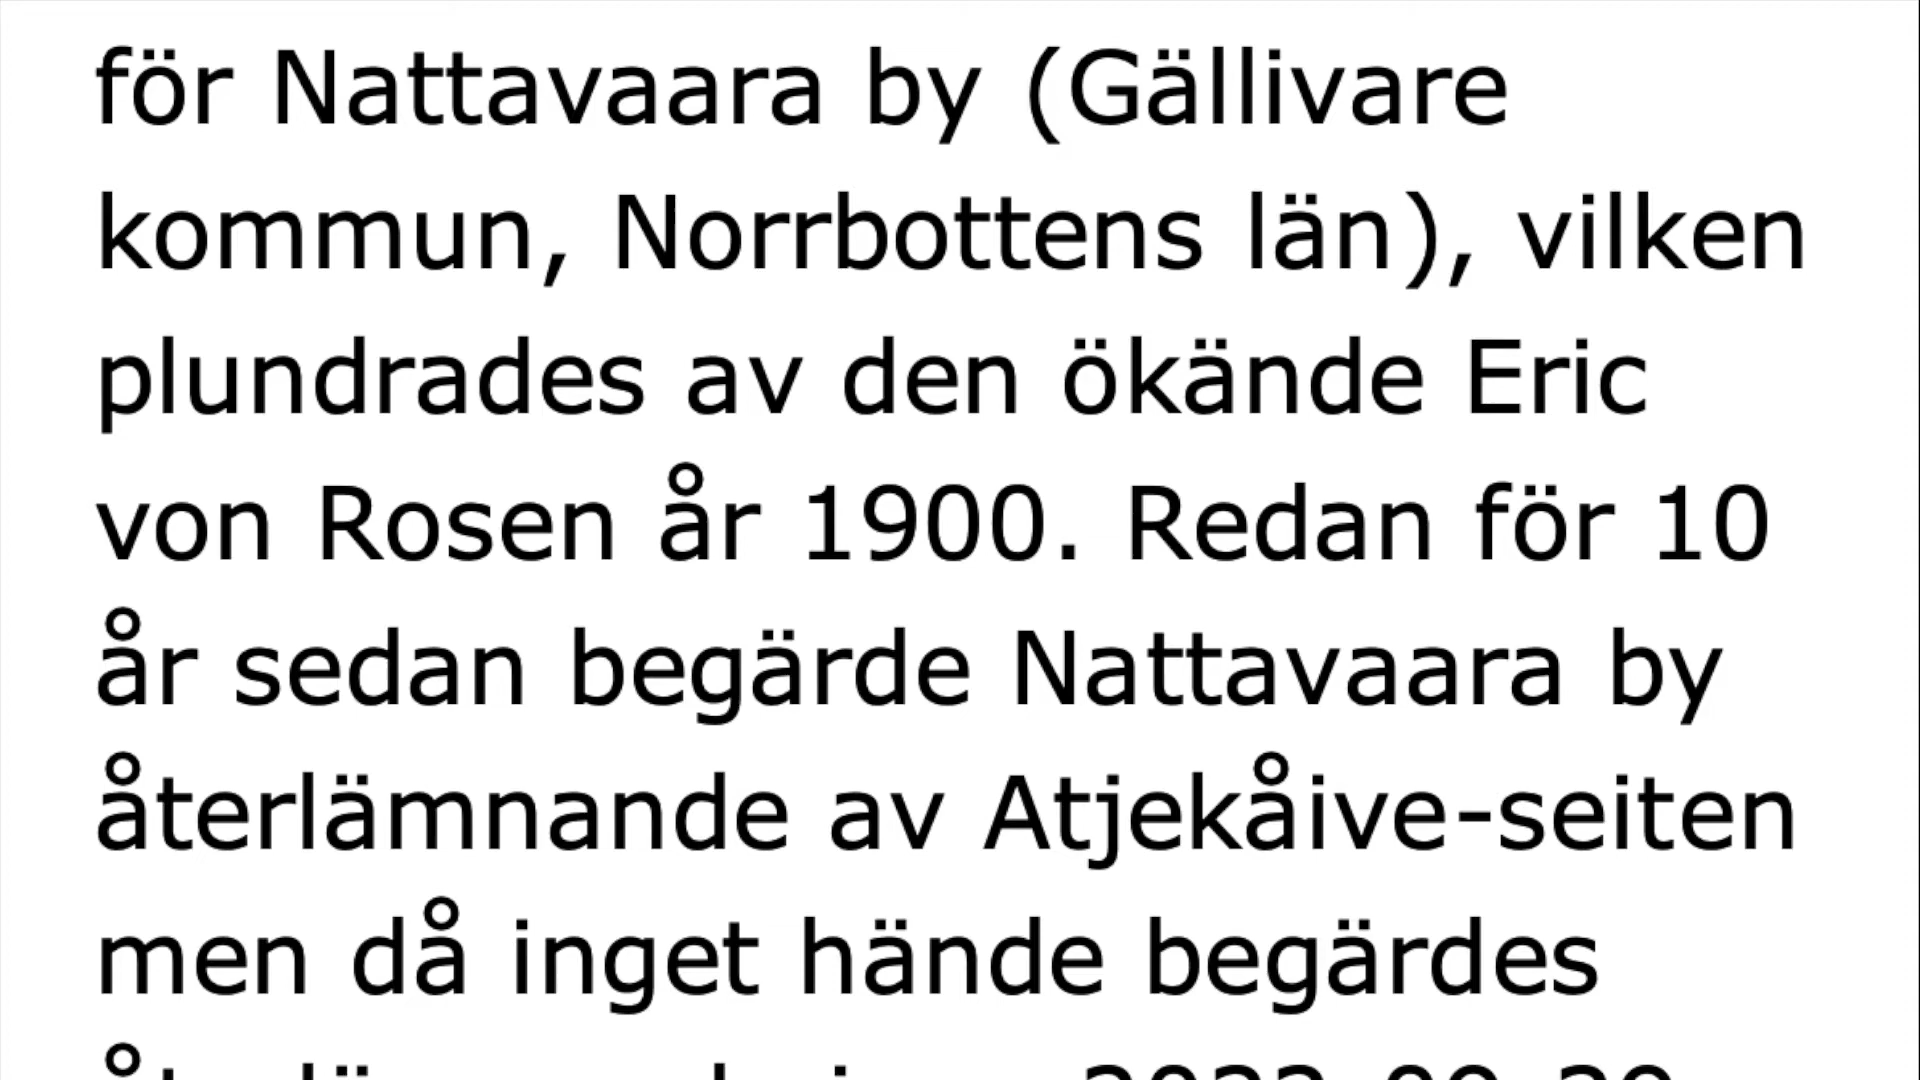 för Nattavaara by (Gällivare
kommun, Norrbottens län), vilken
plundrades av den ökände Eric
von Rosen år 1900. Redan för 10
år sedan begärde Nattavaara by
återlämnande av Atjekåive-seiten
men då inget hände begärdes